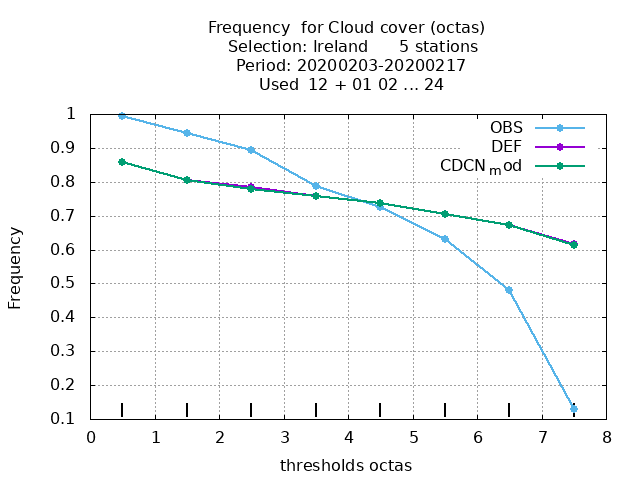 Frequency  for Cloud cover (octas)
Selection: Ireland      5 stations
Period: 20200203-20200217
Used  12 + 01 02 ... 24
OBS
DEF
CDCNmod
1
0.9
0.8
0.7
0.6
0.5
0.4
0.3
0.2
0.1
Frequency
0 1 2 3 4 5 6 7 8
thresholds octas